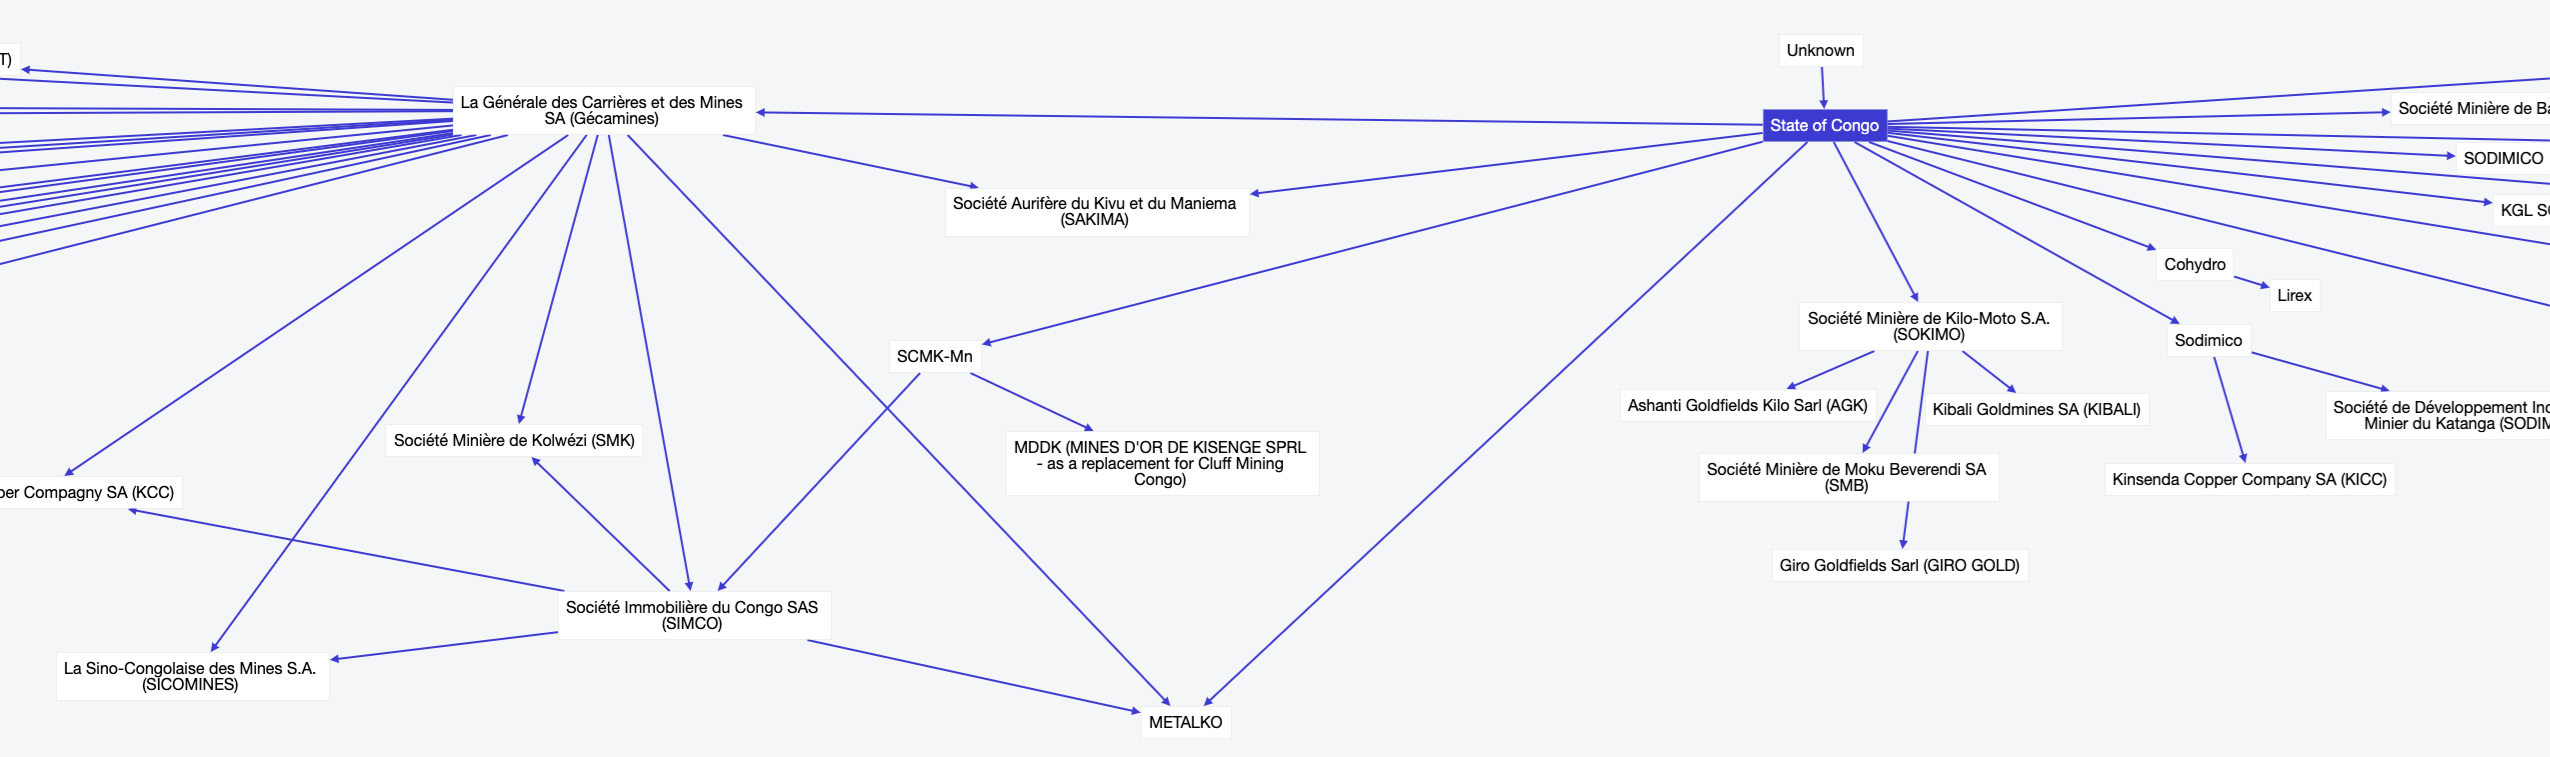 T)
Unknown
La Générale des Carrières et des Mines
SA (Gécamines)
State of Congo
Société Minière de Ba
SODIMICO
Société Aurifère du Kivu et du Maniema
(SAKIMA)
KGL SO
Cohydro
Lirex
Société Minière de Kilo-Moto S.A.
(SOKIMO)
Sodimico
SCMK-Mn
Ashanti Goldfields Kilo Sarl (AGK)
Kibali Goldmines SA (KIBALI)
Société de Développement Ind
Minier du Katanga (SODIM
Société Minière de Kolwézi (SMK)
MDDK (MINES D'OR DE KISENGE SPRL
- as a replacement for Cluff Mining
Congo)
Société Minière de Moku Beverendi SA
(SMB)
Kinsenda Copper Company SA (KICC)
per Compagny SA (KCC)
Giro Goldfields Sarl (GIRO GOLD)
Société Immobilière du Congo SAS
(SIMCO)
La Sino-Congolaise des Mines S.A.
(SICOMINES)
METALKO